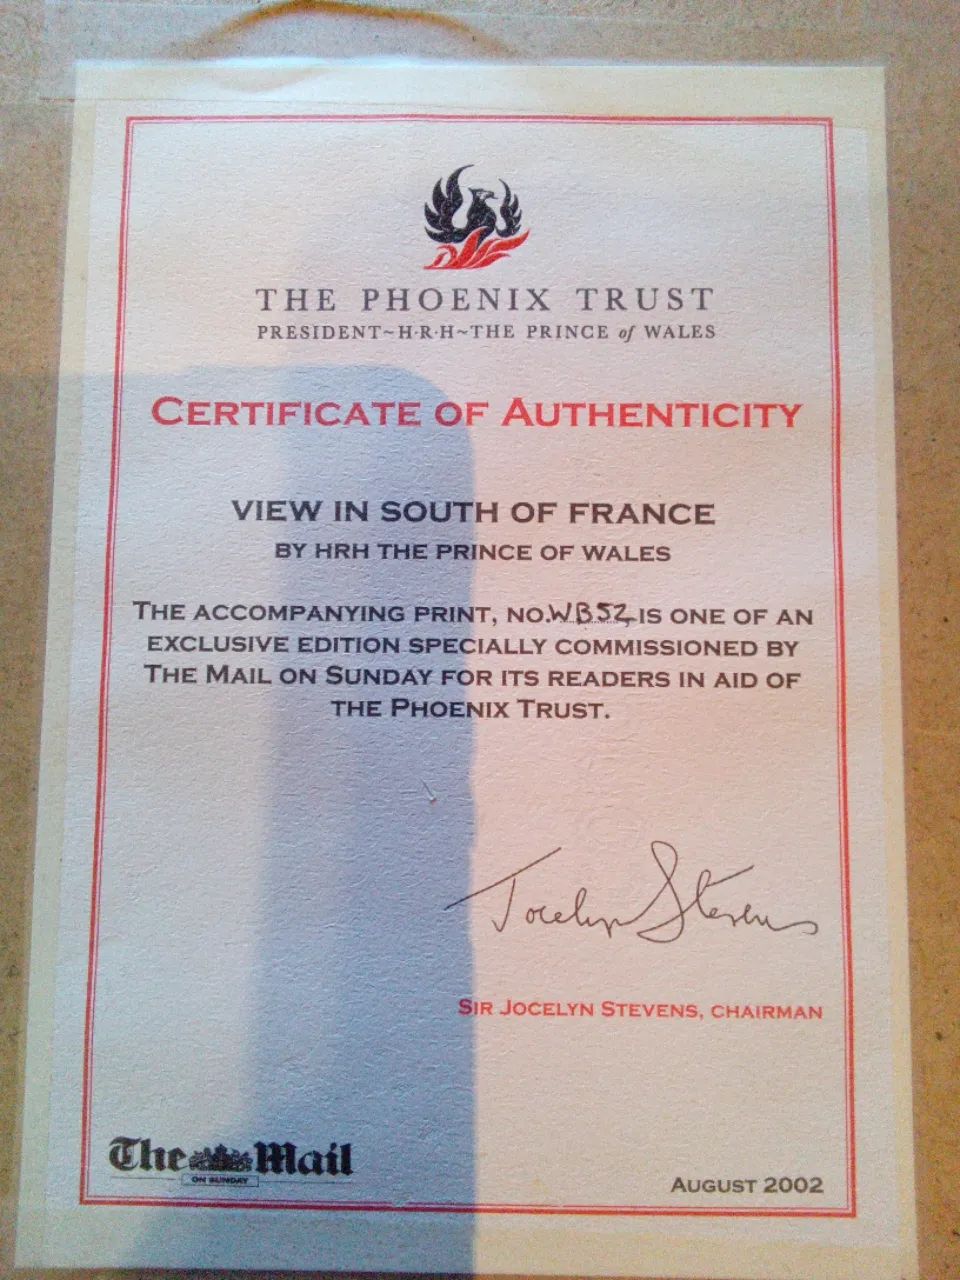 THE PHOENIX TRUST
PRESIDENT~H·R·H~THE PRINCE of WALES
CERTIFICATE OF AUTHENTICITY
VIEW IN SOUTH OF FRANCE
BY HRH THE PRINCE OF WALES
THE ACCOMPANYING PRINT, NO. WB52 IS ONE OF AN
EXCLUSIVE EDITION SPECIALLY COMMISSIONED BY
THE MAIL ON SUNDAY FOR ITS READERS IN AID OF
THE PHOENIX TRUST.
Jocelyn Stevens
SIR JOCELYN STEVENS, CHAIRMAN
The Mail
ON SUNDAY
AUGUST 2002